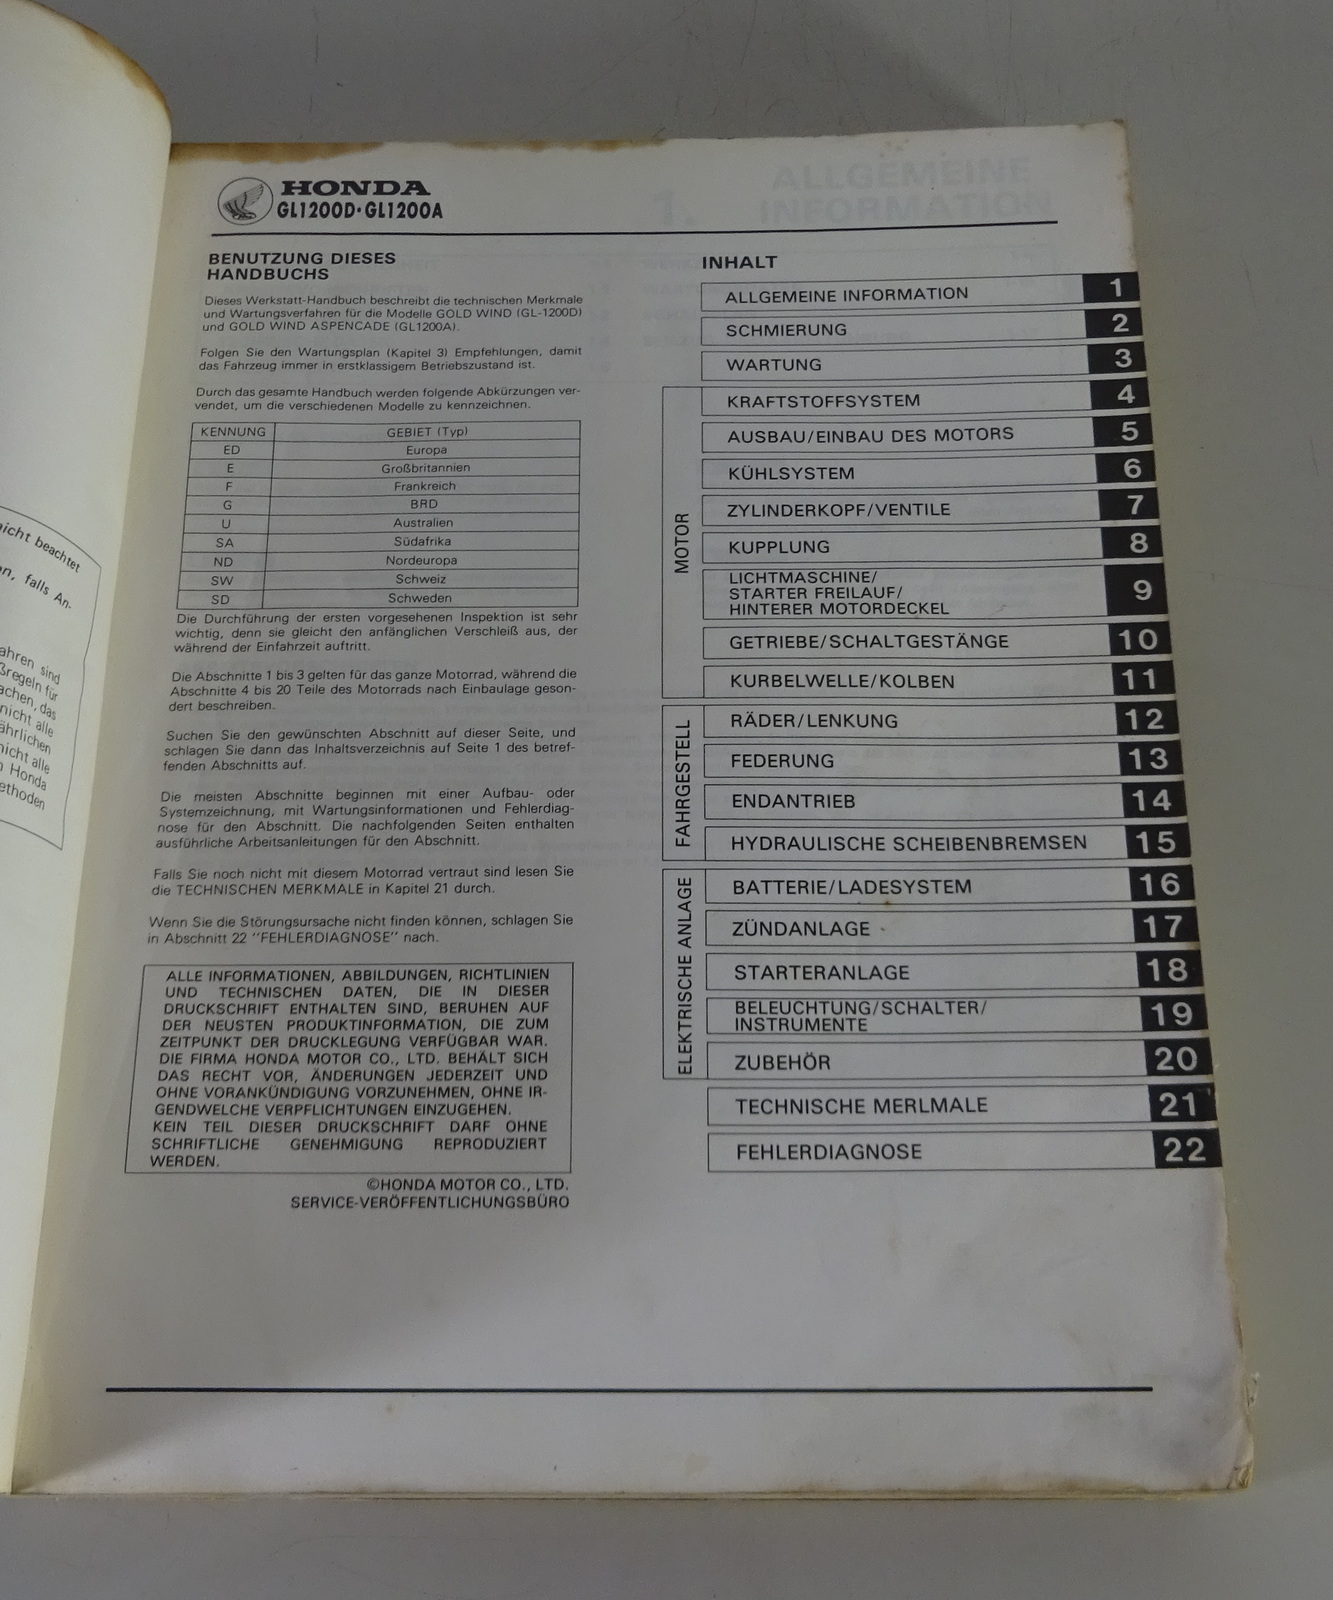 nicht beachtet
falls An-
ahren sind
ßregeln für
achen, das
nicht alle
ährlichen
nicht alle
Honda
ethoden
HONDA
GL1200D·GL1200A
BENUTZUNG DIESES
HANDBUCHS
Dieses Werkstatt-Handbuch beschreibt die technischen Merkmale
und Wartungsverfahren für die Modelle GOLD WIND (GL-1200D)
und GOLD WIND ASPENCADE (GL1200A).
Folgen Sie den Wartungsplan (Kapitel 3) Empfehlungen, damit
das Fahrzeug immer in erstklassigem Betriebszustand ist.
Durch das gesamte Handbuch werden folgende Abkürzungen ver-
vendet, um die verschiedenen Modelle zu kennzeichnen.
KENNUNG GEBIET (Typ)
ED Europa
E Großbritannien
F Frankreich
G BRD
U Australien
SA Südafrika
ND Nordeuropa
SW Schweiz
SD Schweden
Die Durchführung der ersten vorgesehenen Inspektion ist sehr
wichtig, denn sie gleicht den anfänglichen Verschleiß aus, der
während der Einfahrzeit auftritt.
Die Abschnitte 1 bis 3 gelten für das ganze Motorrad, während die
Abschnitte 4 bis 20 Teile des Motorrads nach Einbaulage geson-
dert beschreiben.
Suchen Sie den gewünschten Abschnitt auf dieser Seite, und
schlagen Sie dann das Inhaltsverzeichnis auf Seite 1 des betref-
fenden Abschnitts auf.
Die meisten Abschnitte beginnen mit einer Aufbau- oder
Systemzeichnung, mit Wartungsinformationen und Fehlerdiag-
nose für den Abschnitt. Die nachfolgenden Seiten enthalten
ausführliche Arbeitsanleitungen für den Abschnitt.
Falls Sie noch nicht mit diesem Motorrad vertraut sind lesen Sie
die TECHNISCHEN MERKMALE in Kapitel 21 durch.
Wenn Sie die Störungsursache nicht finden können, schlagen Sie
in Abschnitt 22 "FEHLERDIAGNOSE" nach.
ALLE INFORMATIONEN, ABBILDUNGEN, RICHTLINIEN
UND TECHNISCHEN DATEN, DIE IN DIESER
DRUCKSCHRIFT ENTHALTEN SIND, BERUHEN AUF
DER NEUSTEN PRODUKTINFORMATION, DIE ZUM
ZEITPUNKT DER DRUCKLEGUNG VERFÜGBAR WAR.
DIE FIRMA HONDA MOTOR CO., LTD. BEHÄLT SICH
DAS RECHT VOR, ÄNDERUNGEN JEDERZEIT UND
OHNE VORANKÜNDIGUNG VORZUNEHMEN, OHNE IR-
GENDWELCHE VERPFLICHTUNGEN EINZUGEHEN.
KEIN TEIL DIESER DRUCKSCHRIFT DARF OHNE
SCHRIFTLICHE GENEHMIGUNG REPRODUZIERT
WERDEN.
©HONDA MOTOR CO., LTD.
SERVICE-VERÖFFENTLICHUNGSBÜRO
INHALT
ALLGEMEINE INFORMATION 1
SCHMIERUNG 2
WARTUNG 3
MOTOR
KRAFTSTOFFSYSTEM 4
AUSBAU/EINBAU DES MOTORS 5
KÜHLSYSTEM 6
ZYLINDERKOPF/VENTILE 7
KUPPLUNG 8
LICHTMASCHINE/
STARTER FREILAUF/ 9
HINTERER MOTORDECKEL
GETRIEBE/SCHALTGESTÄNGE 10
KURBELWELLE/KOLBEN 11
FAHRGESTELL
RÄDER/LENKUNG 12
FEDERUNG 13
ENDANTRIEB 14
HYDRAULISCHE SCHEIBENBREMSEN 15
ELEKTRISCHE ANLAGE
BATTERIE/LADESYSTEM 16
ZÜNDANLAGE 17
STARTERANLAGE 18
BELEUCHTUNG/SCHALTER/ 19
INSTRUMENTE
ZUBEHÖR 20
TECHNISCHE MERLMALE 21
FEHLERDIAGNOSE 22